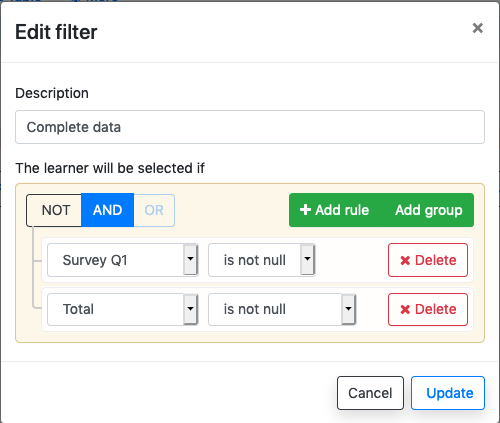 Edit filter ×
Description
Complete data
The learner will be selected if
NOT AND OR + Add rule Add group
Survey Q1 is not null × Delete
Total is not null × Delete
Cancel Update